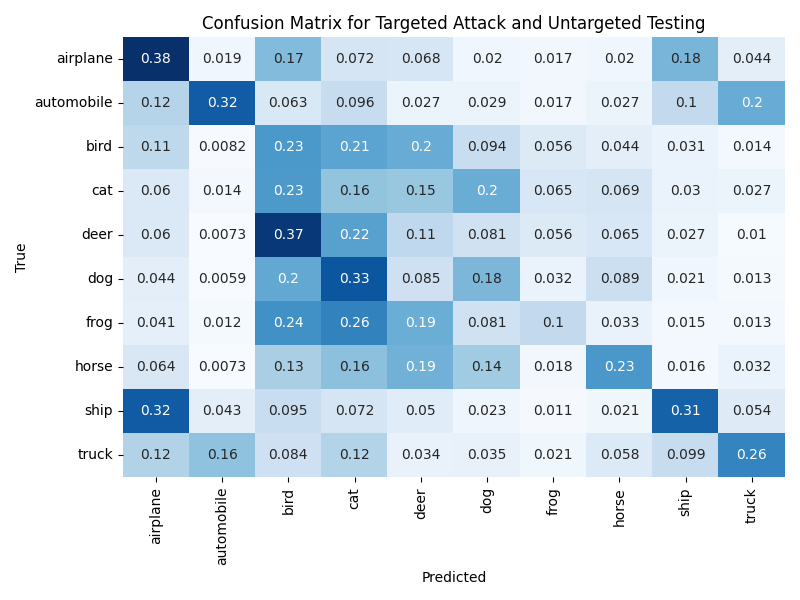 Confusion Matrix for Targeted Attack and Untargeted Testing
True
airplane 0.38 0.019 0.17 0.072 0.068 0.02 0.017 0.02 0.18 0.044
automobile 0.12 0.32 0.063 0.096 0.027 0.029 0.017 0.027 0.1 0.2
bird 0.11 0.0082 0.23 0.21 0.2 0.094 0.056 0.044 0.031 0.014
cat 0.06 0.014 0.23 0.16 0.15 0.2 0.065 0.069 0.03 0.027
deer 0.06 0.0073 0.37 0.22 0.11 0.081 0.056 0.065 0.027 0.01
dog 0.044 0.0059 0.2 0.33 0.085 0.18 0.032 0.089 0.021 0.013
frog 0.041 0.012 0.24 0.26 0.19 0.081 0.1 0.033 0.015 0.013
horse 0.064 0.0073 0.13 0.16 0.19 0.14 0.018 0.23 0.016 0.032
ship 0.32 0.043 0.095 0.072 0.05 0.023 0.011 0.021 0.31 0.054
truck 0.12 0.16 0.084 0.12 0.034 0.035 0.021 0.058 0.099 0.26
airplane automobile bird cat deer dog frog horse ship truck
Predicted